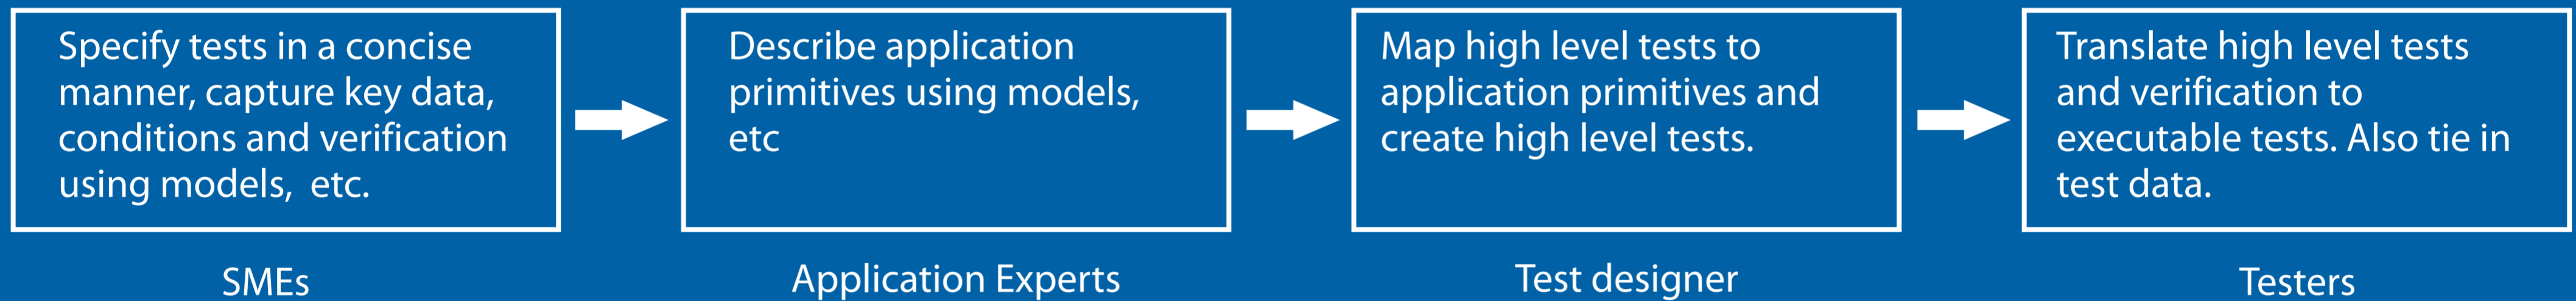 Specify tests in a concise
manner, capture key data,
conditions and verification
using models,  etc.
SMEs
Describe application
primitives using models,
etc
Application Experts
Map high level tests to
application primitives and
create high level tests.
Test designer
Translate high level tests
and verification to
executable tests. Also tie in
test data.
Testers